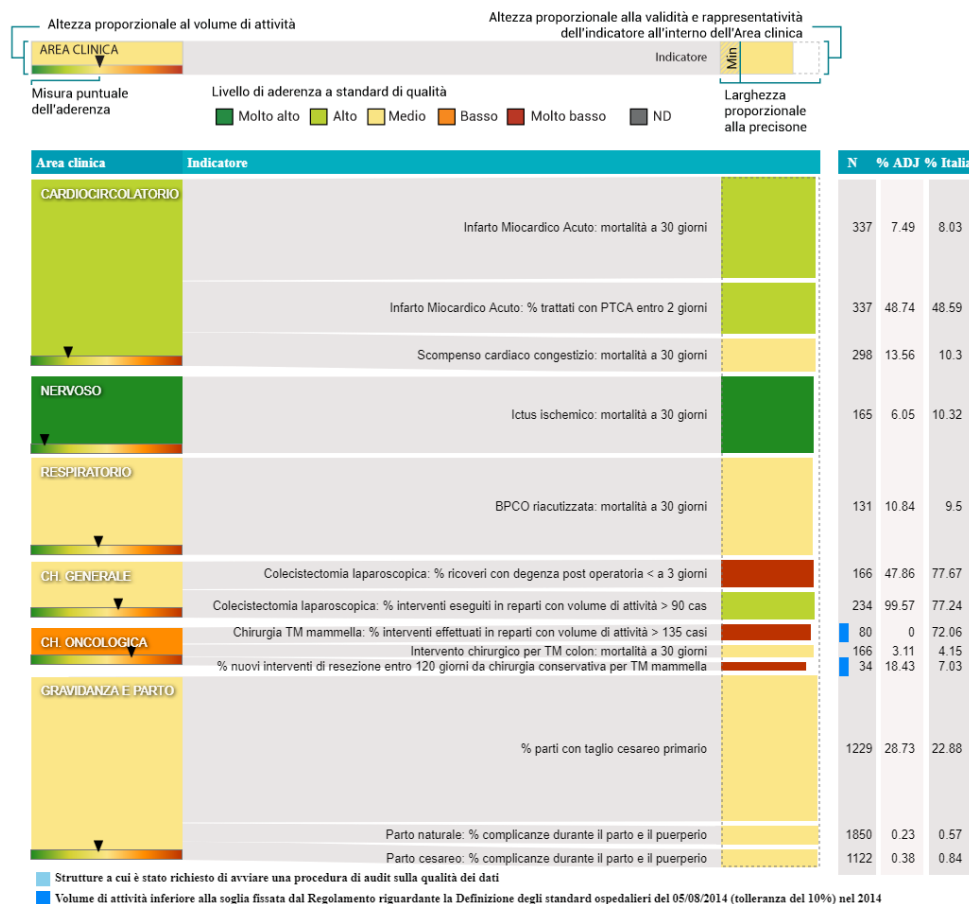 Altezza proporzionale al volume di attività
Altezza proporzionale alla validità e rappresentatività
dell'indicatore all'interno dell'Area clinica
AREA CLINICA
Indicatore
Min
Misura puntuale
dell'aderenza
Livello di aderenza a standard di qualità
Molto alto Alto Medio Basso Molto basso ND
Larghezza
proporzionale
alla precisone
Area clinica Indicatore N % ADJ % Italia
CARDIOCIRCOLATORIO
Infarto Miocardico Acuto: mortalità a 30 giorni 337 7.49 8.03
Infarto Miocardico Acuto: % trattati con PTCA entro 2 giorni 337 48.74 48.59
Scompenso cardiaco congestizio: mortalità a 30 giorni 298 13.56 10.3
NERVOSO
Ictus ischemico: mortalità a 30 giorni 165 6.05 10.32
RESPIRATORIO
BPCO riacutizzata: mortalità a 30 giorni 131 10.84 9.5
CH. GENERALE
Colecistectomia laparoscopica: % ricoveri con degenza post operatoria < a 3 giorni 166 47.86 77.67
Colecistectomia laparoscopica: % interventi eseguiti in reparti con volume di attività > 90 cas 234 99.57 77.24
CH. ONCOLOGICA
Chirurgia TM mammella: % interventi effettuati in reparti con volume di attività > 135 casi 80 0 72.06
Intervento chirurgico per TM colon: mortalità a 30 giorni 166 3.11 4.15
% nuovi interventi di resezione entro 120 giorni da chirurgia conservativa per TM mammella 34 18.43 7.03
GRAVIDANZA E PARTO
% parti con taglio cesareo primario 1229 28.73 22.88
Parto naturale: % complicanze durante il parto e il puerperio 1850 0.23 0.57
Parto cesareo: % complicanze durante il parto e il puerperio 1122 0.38 0.84
Strutture a cui è stato richiesto di avviare una procedura di audit sulla qualità dei dati
Volume di attività inferiore alla soglia fissata dal Regolamento riguardante la Definizione degli standard ospedalieri del 05/08/2014 (tolleranza del 10%) nel 2014